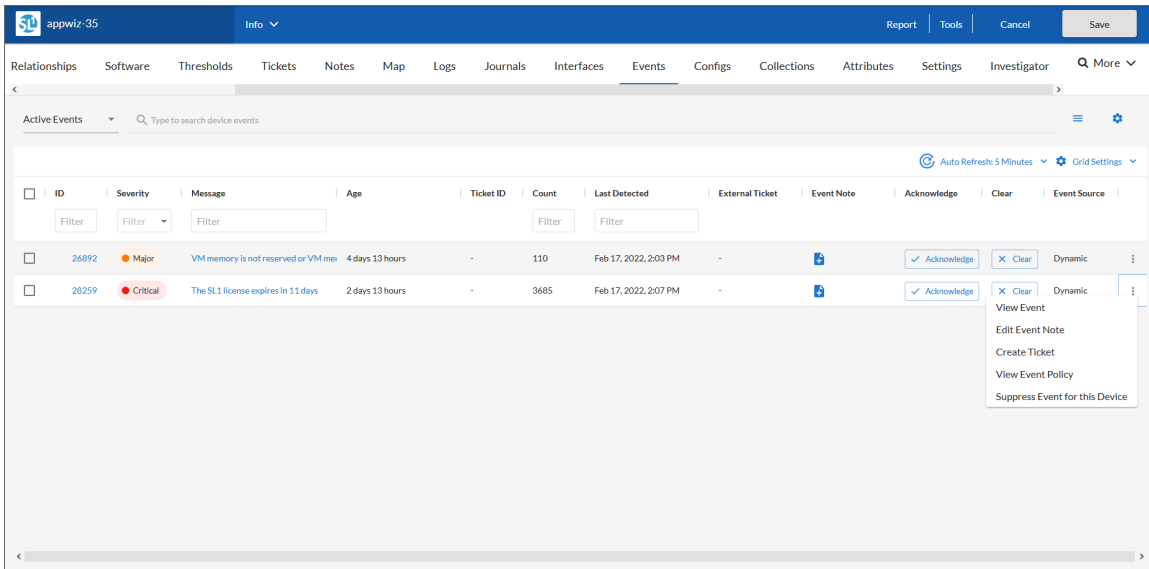 SL1 appwiz-35 Info Report Tools Cancel Save
Relationships Software Thresholds Tickets Notes Map Logs Journals Interfaces Events Configs Collections Attributes Settings Investigator More
Active Events Type to search device events
Auto Refresh: 5 Minutes Grid Settings
ID Severity Message Age Ticket ID Count Last Detected External Ticket Event Note Acknowledge Clear Event Source
Filter Filter Filter Filter Filter
26892 Major VM memory is not reserved or VM mei 4 days 13 hours - 110 Feb 17, 2022, 2:03 PM - Acknowledge Clear Dynamic
28259 Critical The SL1 license expires in 11 days 2 days 13 hours - 3685 Feb 17, 2022, 2:07 PM - Acknowledge Clear Dynamic
View Event
Edit Event Note
Create Ticket
View Event Policy
Suppress Event for this Device